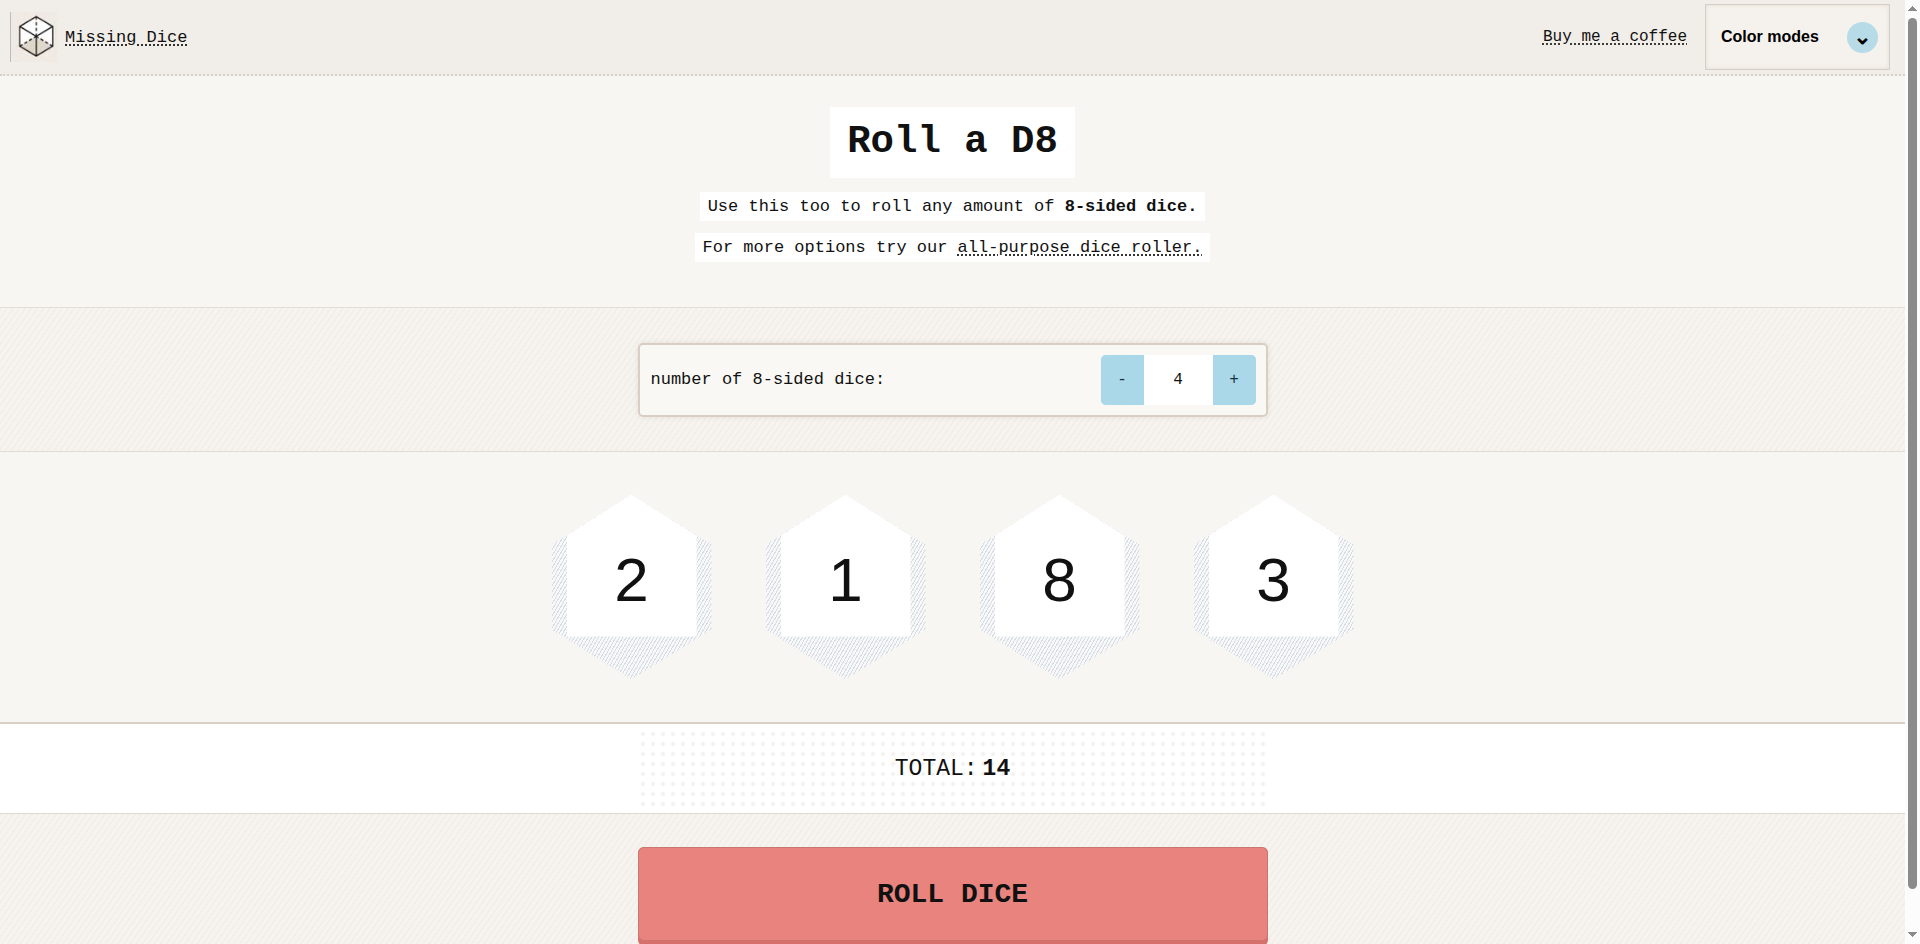 Missing Dice
Buy me a coffee
Color modes
Roll a D8
Use this too to roll any amount of 8-sided dice.
For more options try our all-purpose dice roller.
number of 8-sided dice:
- 4 +
2 1 8 3
TOTAL: 14
ROLL DICE